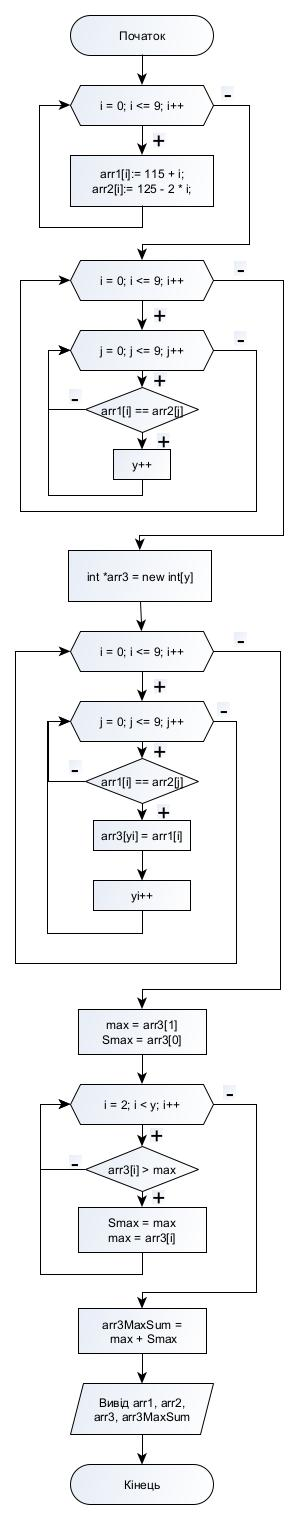 Початок
i = 0; i <= 9; i++
-
+
arr1[i]:= 115 + i;
arr2[i]:= 125 - 2 * i;
i = 0; i <= 9; i++
-
+
j = 0; j <= 9; j++
-
+
arr1[i] == arr2[j]
-
+
y++
int *arr3 = new int[y]
i = 0; i <= 9; i++
-
+
j = 0; j <= 9; j++
-
+
arr1[i] == arr2[j]
-
+
arr3[yi] = arr1[i]
yi++
max = arr3[1]
Smax = arr3[0]
i = 2; i < y; i++
-
+
arr3[i] > max
-
+
Smax = max
max = arr3[i]
arr3MaxSum =
max + Smax
Вивід arr1, arr2,
arr3, arr3MaxSum
Кінець